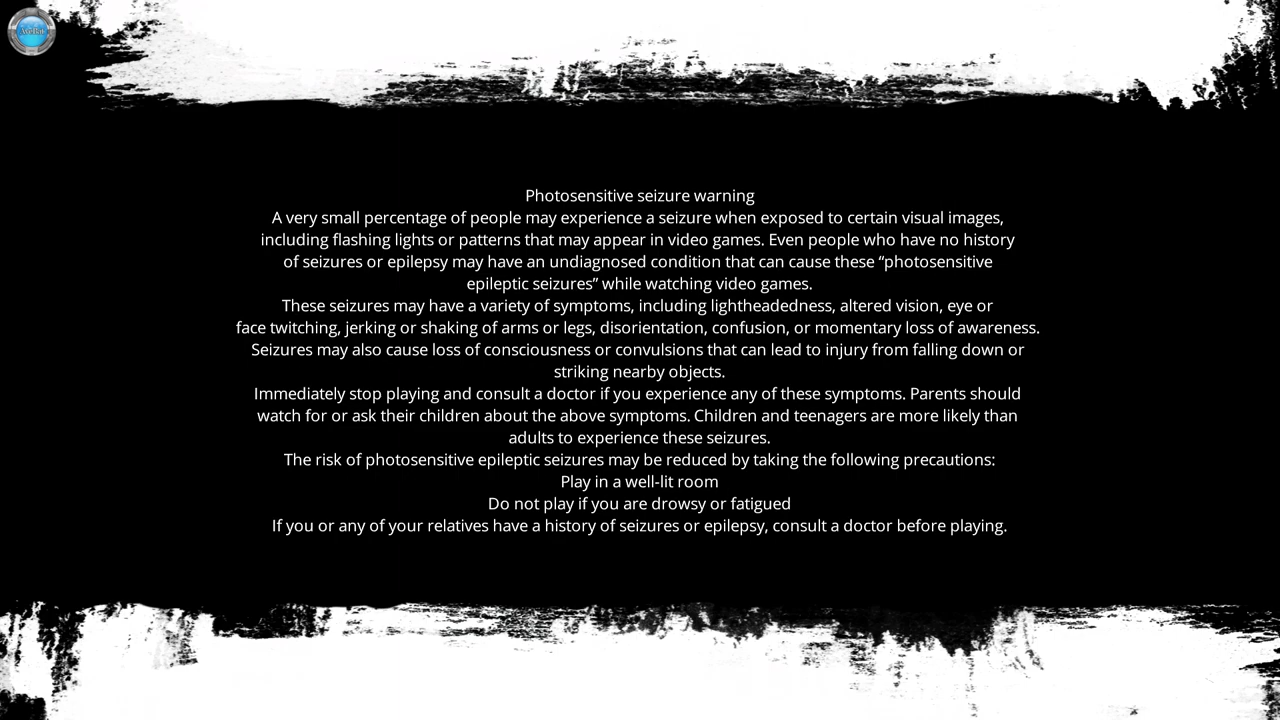 Photosensitive seizure warning
A very small percentage of people may experience a seizure when exposed to certain visual images,
including flashing lights or patterns that may appear in video games. Even people who have no history
of seizures or epilepsy may have an undiagnosed condition that can cause these “photosensitive
epileptic seizures” while watching video games.
These seizures may have a variety of symptoms, including lightheadedness, altered vision, eye or
face twitching, jerking or shaking of arms or legs, disorientation, confusion, or momentary loss of awareness.
Seizures may also cause loss of consciousness or convulsions that can lead to injury from falling down or
striking nearby objects.
Immediately stop playing and consult a doctor if you experience any of these symptoms. Parents should
watch for or ask their children about the above symptoms. Children and teenagers are more likely than
adults to experience these seizures.
The risk of photosensitive epileptic seizures may be reduced by taking the following precautions:
Play in a well-lit room
Do not play if you are drowsy or fatigued
If you or any of your relatives have a history of seizures or epilepsy, consult a doctor before playing.